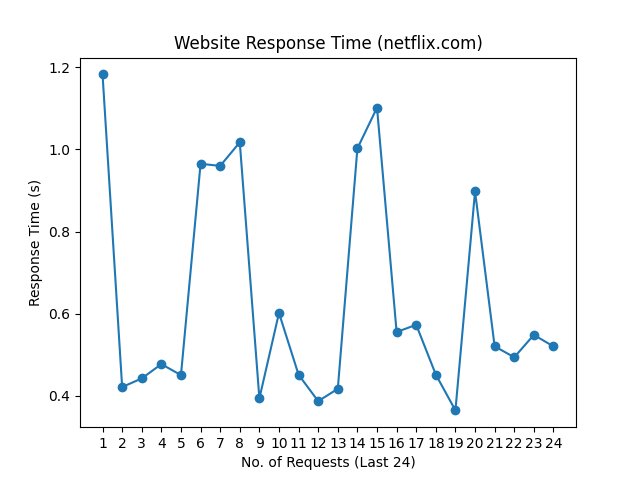 Website Response Time (netflix.com)
Response Time (s)
1.2
1.0
0.8
0.6
0.4
1 2 3 4 5 6 7 8 9 10 11 12 13 14 15 16 17 18 19 20 21 22 23 24
No. of Requests (Last 24)